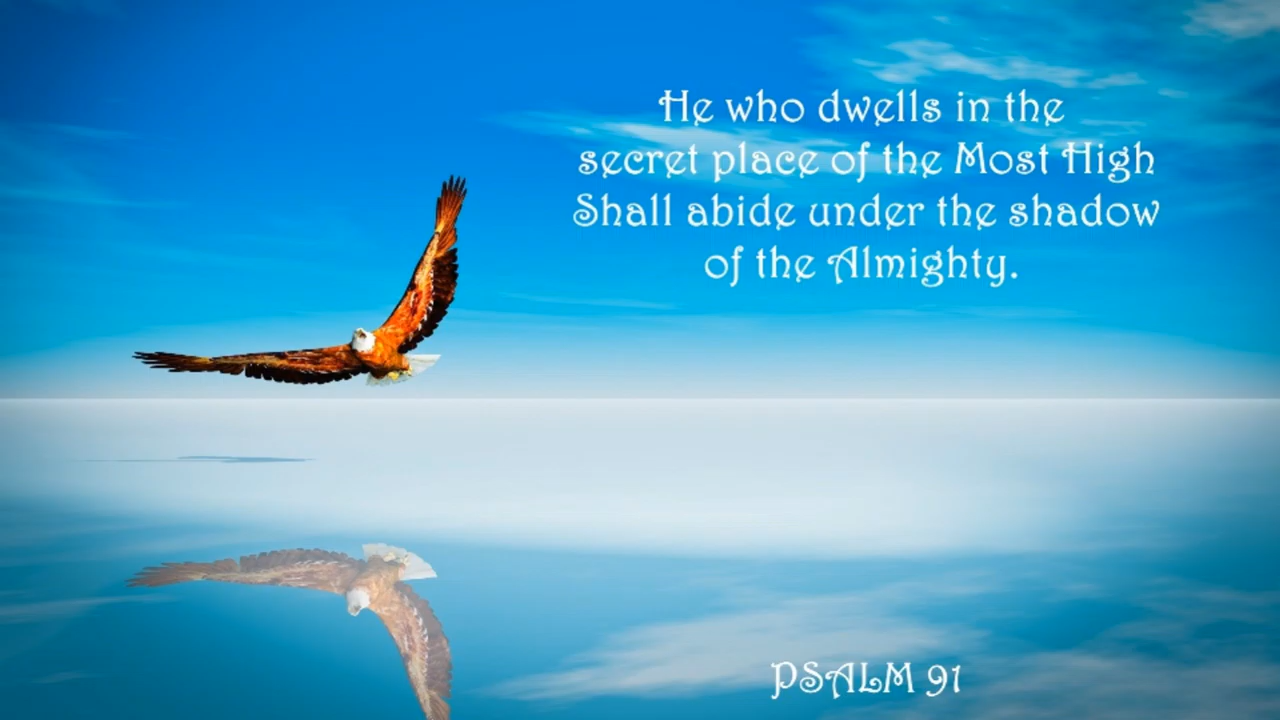 He who dwells in the
secret place of the Most High
Shall abide under the shadow
of the Almighty.
PSALM 91